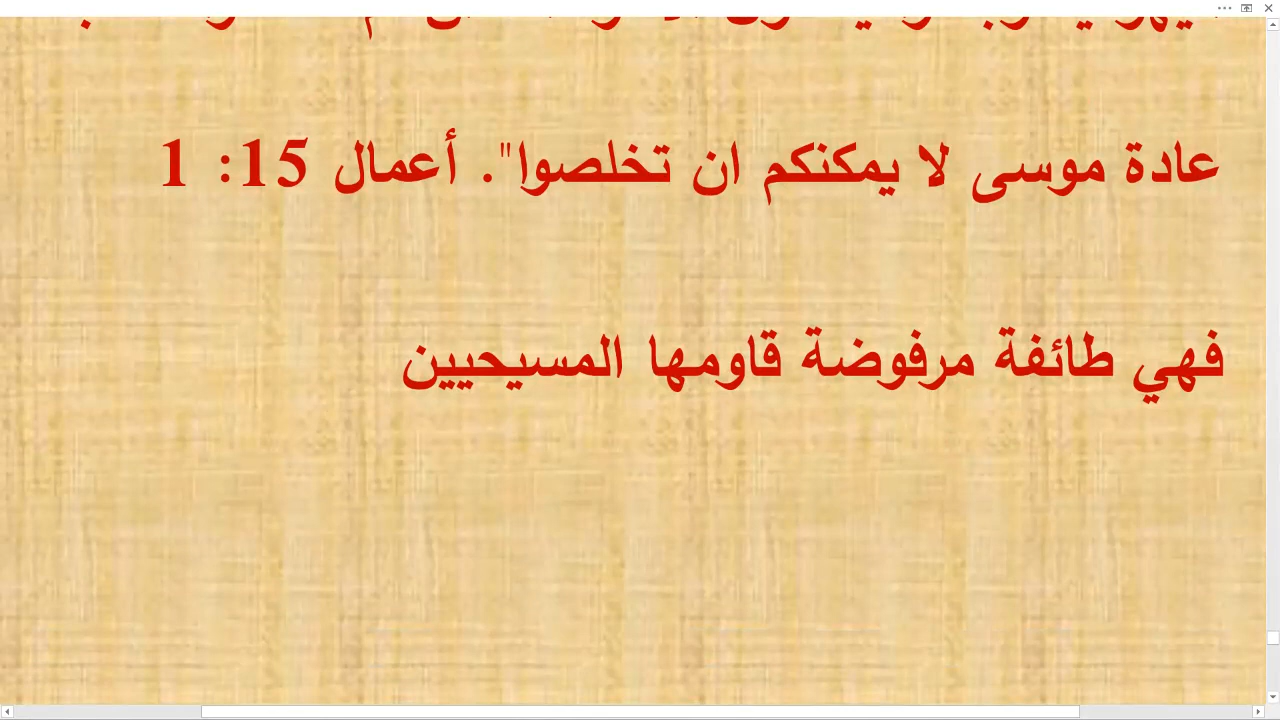 عادة موسى لا يمكنكم ان تخلصوا". أعمال 15: 1
فهي طائفة مرفوضة قاومها المسيحيين